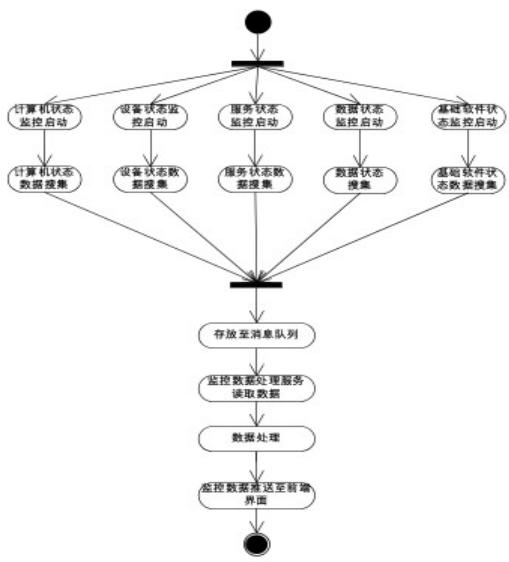 计算机状态
监控启动
设备状态监
控启动
服务状态
监控启动
数据状态
监控启动
基础软件状
态监控启动
计算机状态
数据搜集
设备状态数
据搜集
服务状态数
据搜集
数据状态
搜集
基础软件状
态数据搜集
存放至消息队列
监控数据处理服务
读取数据
数据处理
监控数据推送至前端
界面